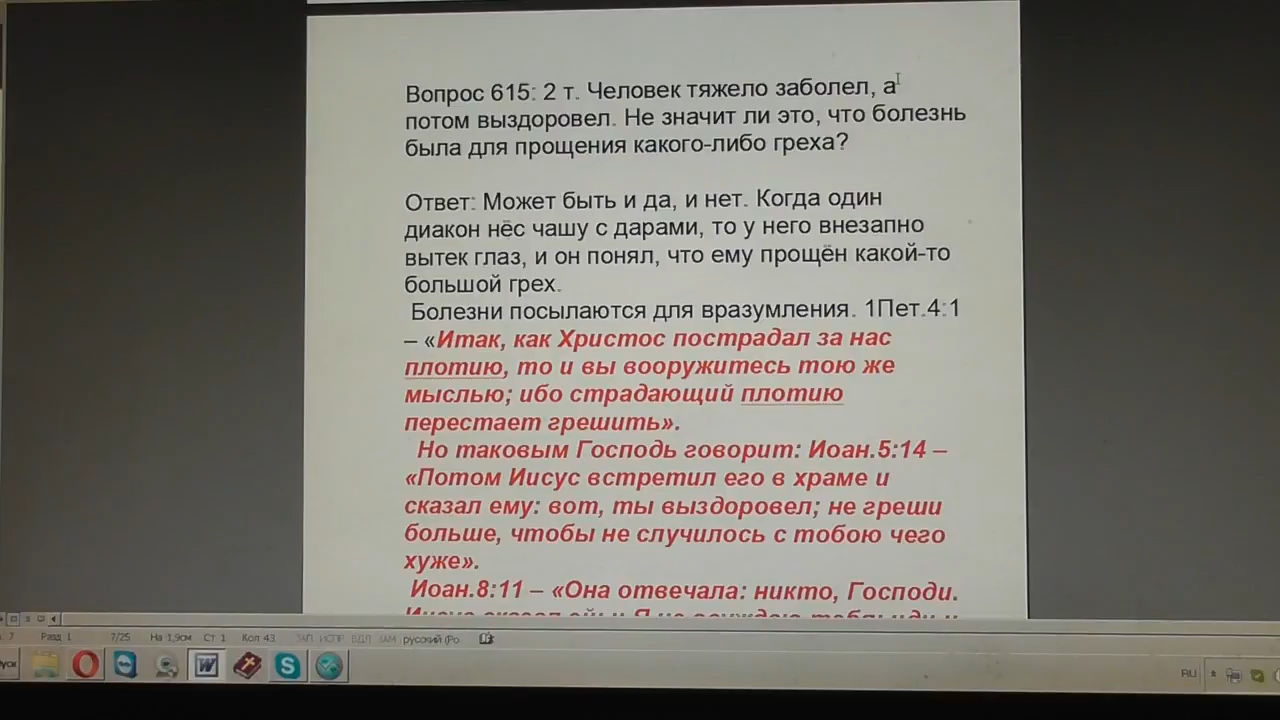 Вопрос 615: 2 т. Человек тяжело заболел, а
потом выздоровел. Не значит ли это, что болезнь
была для прощения какого-либо греха?
Ответ: Может быть и да, и нет. Когда один
диакон нёс чашу с дарами, то у него внезапно
вытек глаз, и он понял, что ему прощён какой-то
большой грех.
Болезни посылаются для вразумления. 1Пет.4:1
– «Итак, как Христос пострадал за нас
плотию, то и вы вооружитесь тою же
мыслью; ибо страдающий плотию
перестает грешить».
Но таковым Господь говорит: Иоан.5:14 –
«Потом Иисус встретил его в храме и
сказал ему: вот, ты выздоровел; не греши
больше, чтобы не случилось с тобою чего
хуже».
Иоан.8:11 – «Она отвечала: никто, Господи.
7 Разд 1 7/25 На 1,9см Ст 1 Кол 43 ЗАП ИСПР ВДЛ ЗАМ русский (Ро
уск RU